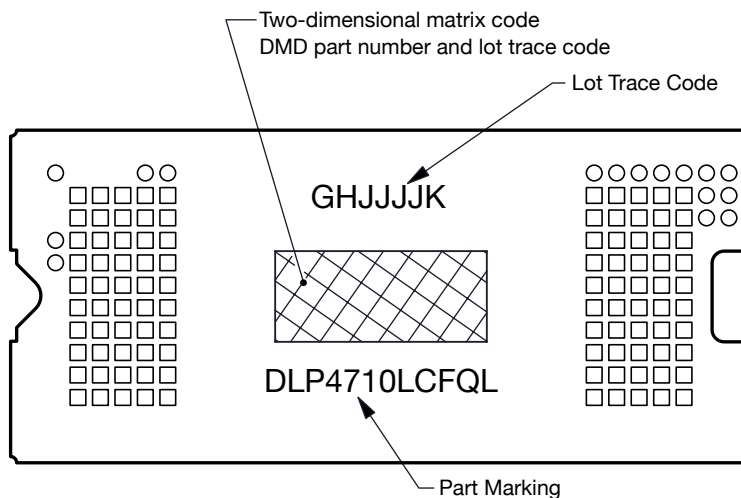 Two-dimensional matrix code
DMD part number and lot trace code
Lot Trace Code
GHJJJJK
DLP4710LCFQL
Part Marking